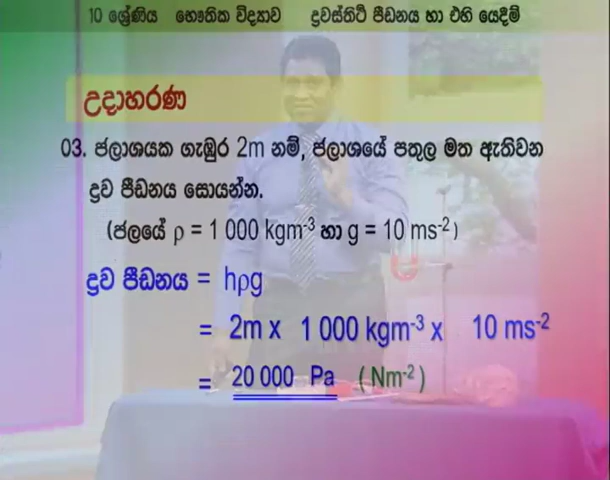 10 ශ්‍රේණිය භෞතික විද්‍යාව ද්‍රවස්ථිති පීඩනය හා එහි යෙදීම්
උදාහරණ
03. ජලාශයක ගැඹුර 2m නම්, ජලාශයේ පතුල මත ඇතිවන
ද්‍රව පීඩනය සොයන්න.
(ජලයේ ρ = 1 000 kgm⁻³ හා g = 10 ms⁻²)
ද්‍රව පීඩනය = hρg
= 2m x 1 000 kgm⁻³ x 10 ms⁻²
= 20 000 Pa (Nm⁻²)